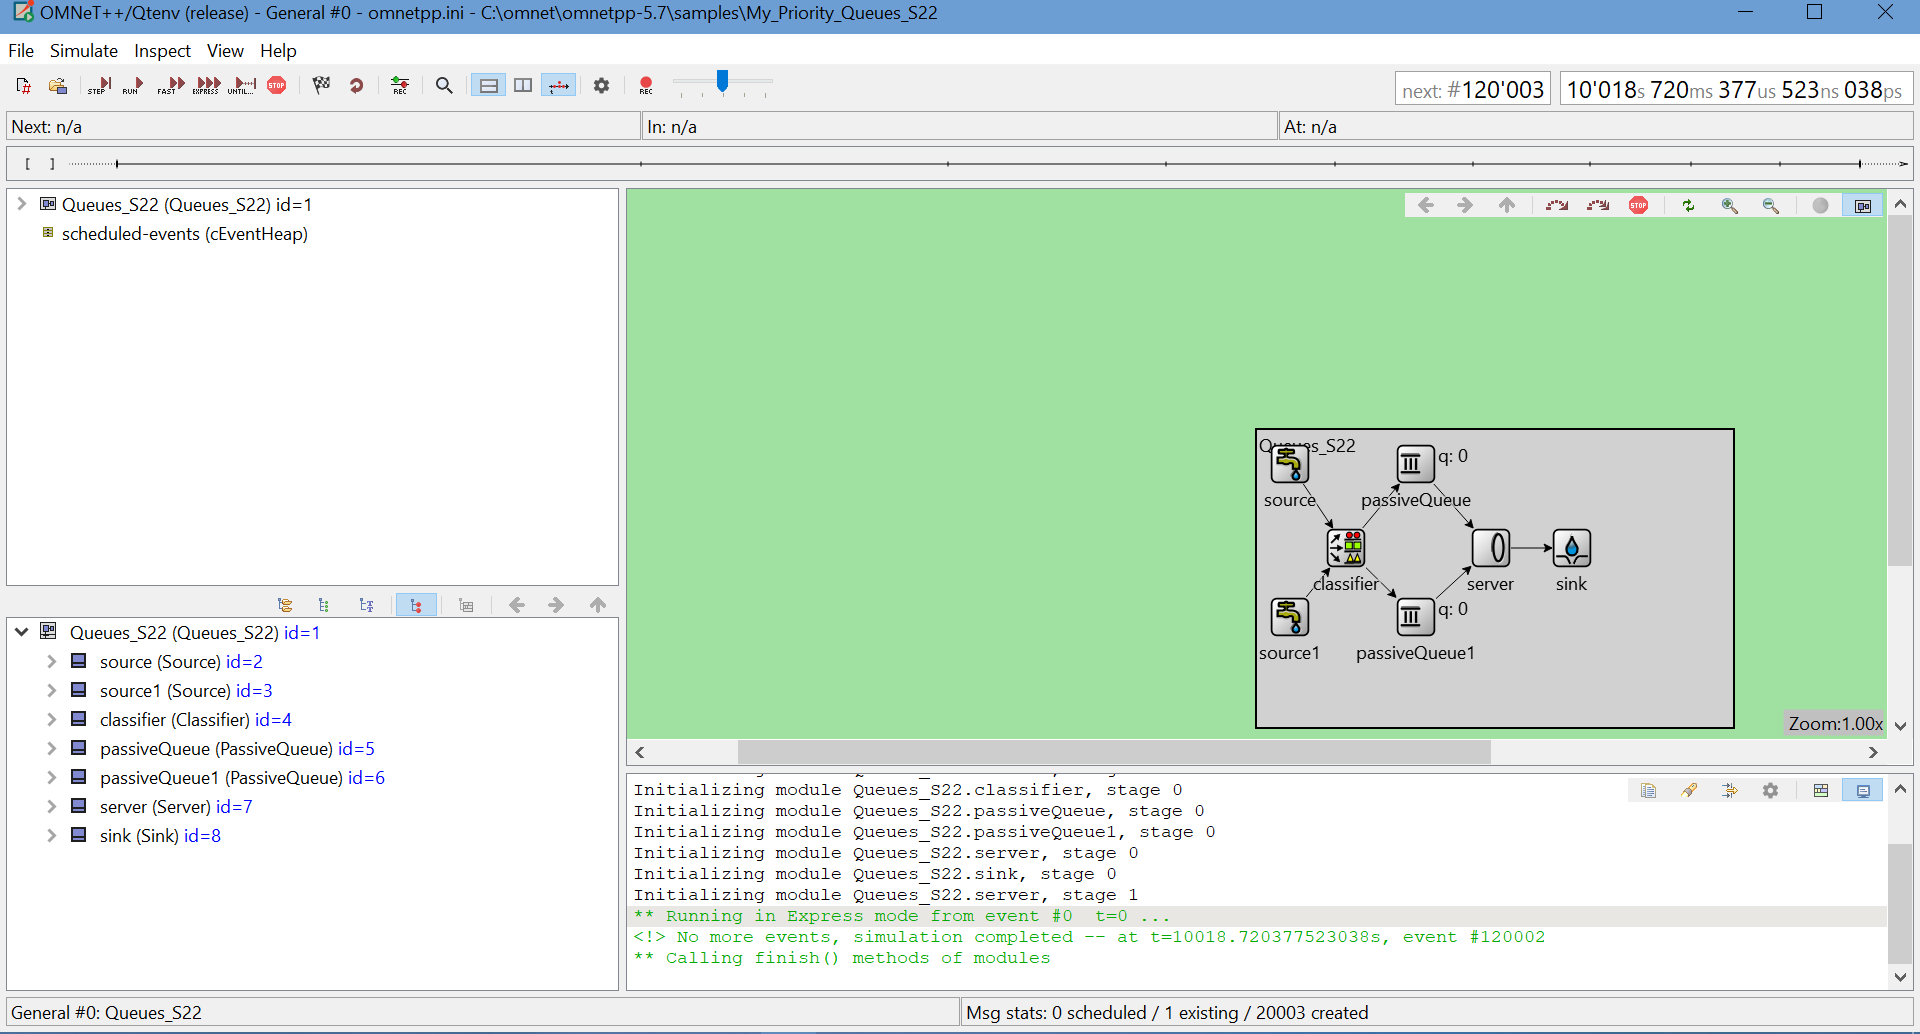 OMNeT++/Qtenv (release) - General #0 - omnetpp.ini - C:\omnet\omnetpp-5.7\samples\My_Priority_Queues_S22
File Simulate Inspect View Help
STEP RUN FAST EXPRESS UNTIL... STOP REC REC
next: #120'003 10'018s 720ms 377us 523ns 038ps
Next: n/a In: n/a At: n/a
[ ]
Queues_S22 (Queues_S22) id=1
scheduled-events (cEventHeap)
STOP
Queues_S22
q: 0
source passiveQueue
classifier server sink
q: 0
source1 passiveQueue1
Zoom:1.00x
Queues_S22 (Queues_S22) id=1
source (Source) id=2
source1 (Source) id=3
classifier (Classifier) id=4
passiveQueue (PassiveQueue) id=5
passiveQueue1 (PassiveQueue) id=6
server (Server) id=7
sink (Sink) id=8
Initializing module Queues_S22.classifier, stage 0
Initializing module Queues_S22.passiveQueue, stage 0
Initializing module Queues_S22.passiveQueue1, stage 0
Initializing module Queues_S22.server, stage 0
Initializing module Queues_S22.sink, stage 0
Initializing module Queues_S22.server, stage 1
** Running in Express mode from event #0 t=0 ...
<!> No more events, simulation completed -- at t=10018.720377523038s, event #120002
** Calling finish() methods of modules
General #0: Queues_S22
Msg stats: 0 scheduled / 1 existing / 20003 created